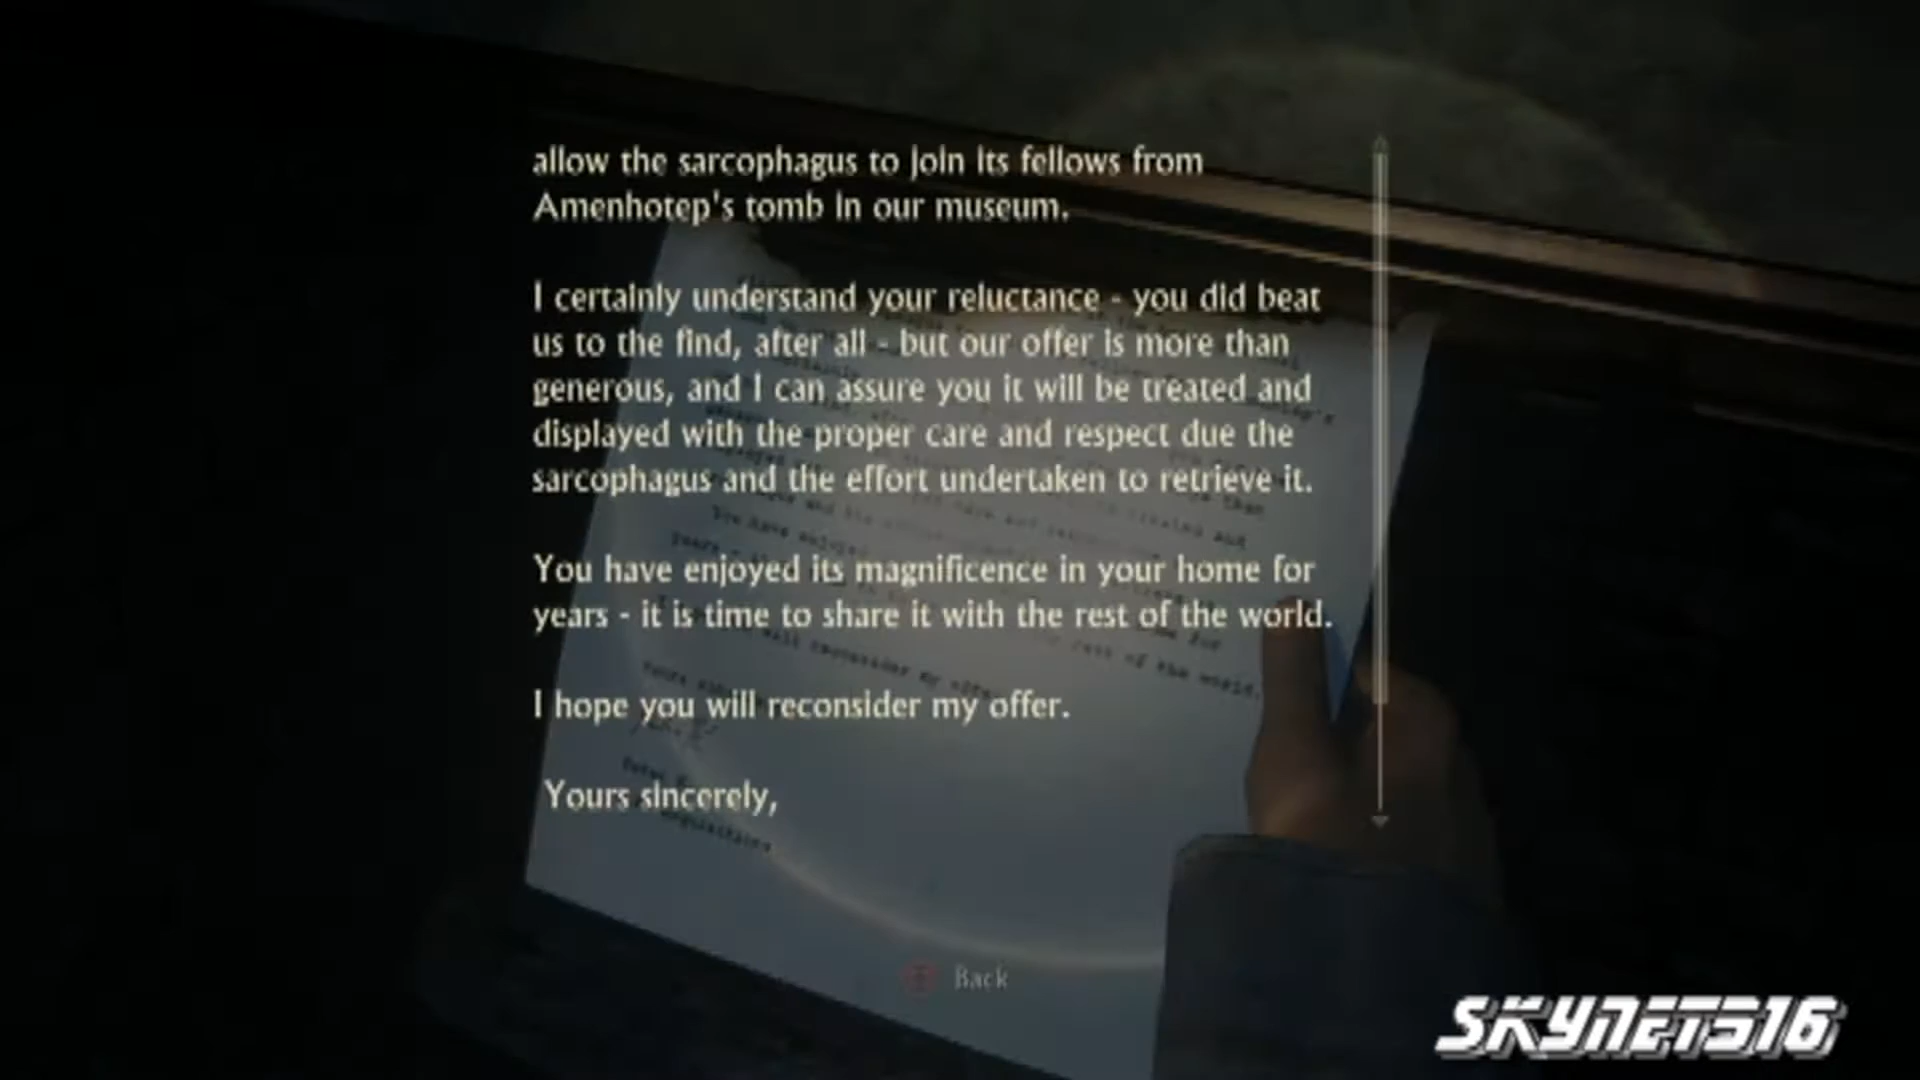 allow the sarcophagus to join its fellows from
Amenhotep's tomb in our museum.
I certainly understand your reluctance - you did beat
us to the find, after all - but our offer is more than
generous, and I can assure you it will be treated and
displayed with the proper care and respect due the
sarcophagus and the effort undertaken to retrieve it.
You have enjoyed its magnificence in your home for
years - it is time to share it with the rest of the world.
I hope you will reconsider my offer.
Yours sincerely,
Back
SKYNET516